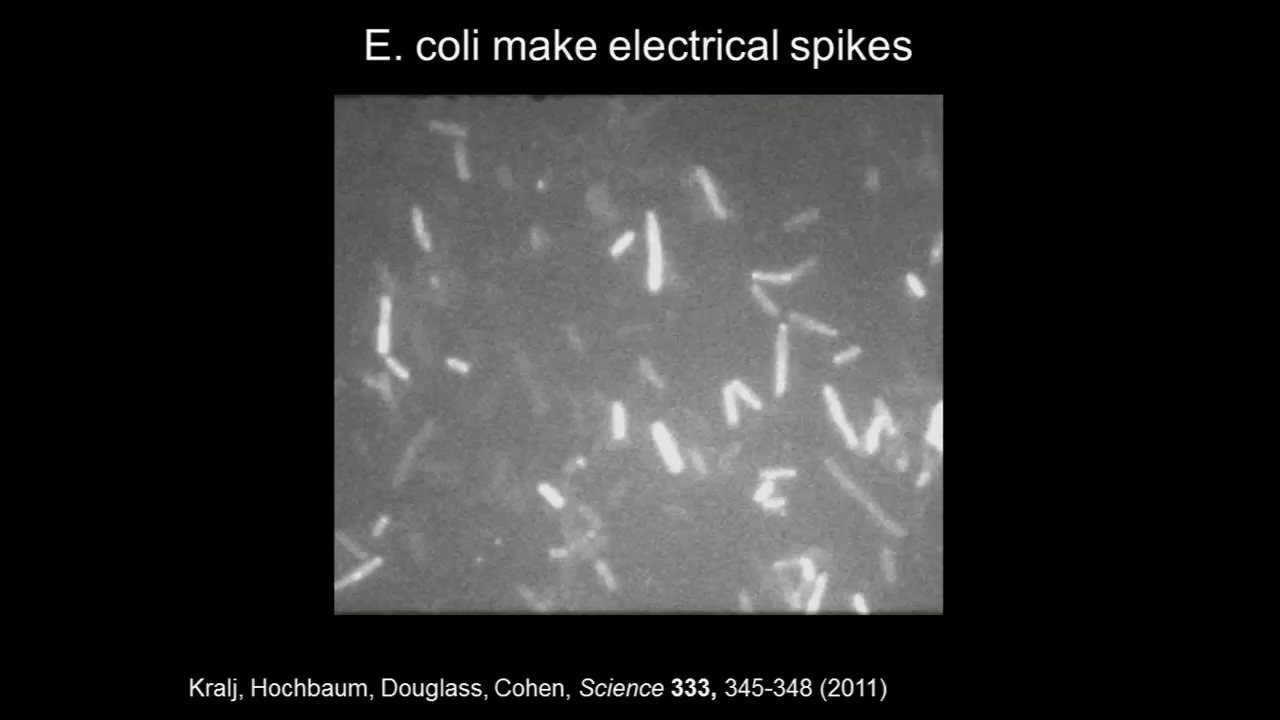 E. coli make electrical spikes
Kralj, Hochbaum, Douglass, Cohen, Science 333, 345-348 (2011)